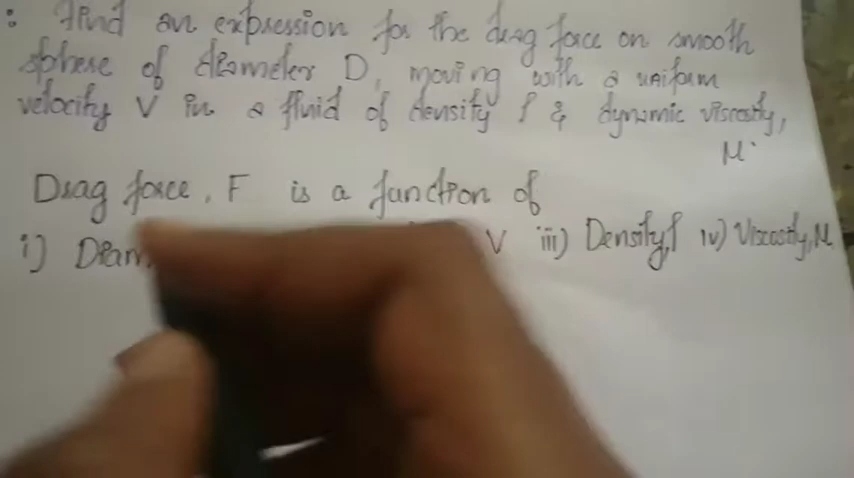 : Find an expression for the drag force on smooth
sphere of diameter D, moving with a uniform
velocity V in a fluid of density ρ & dynamic viscosity,
μ.
Drag force, F is a function of
i) Diam V iii) Density,ρ iv) Viscosity,μ